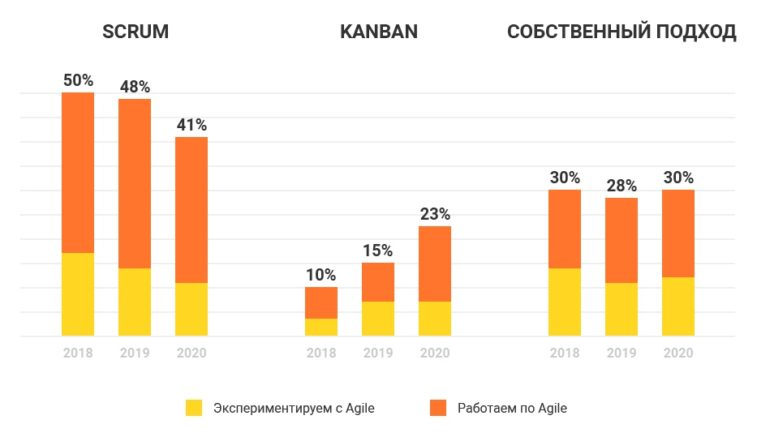 SCRUM KANBAN СОБСТВЕННЫЙ ПОДХОД
50% 48% 41%
10% 15% 23%
30% 28% 30%
2018 2019 2020 2018 2019 2020 2018 2019 2020
Экспериментируем с Agile Работаем по Agile